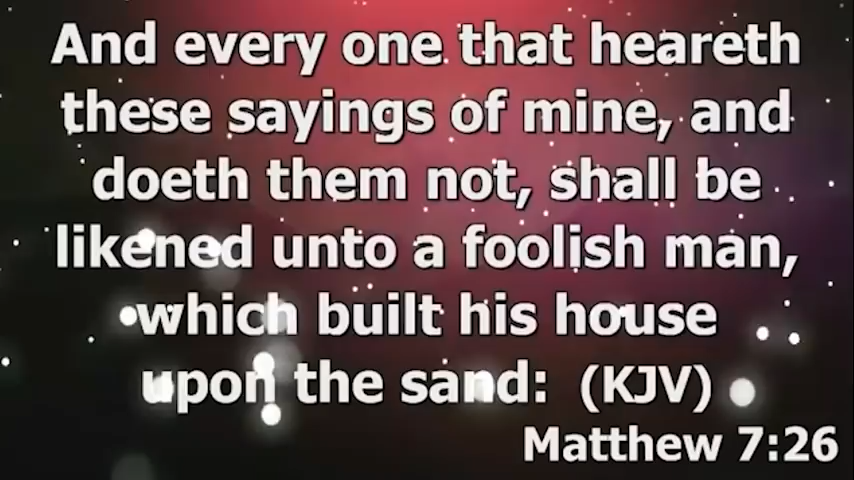 And every one that heareth
these sayings of mine, and
doeth them not, shall be
likened unto a foolish man,
which built his house
upon the sand: (KJV)
Matthew 7:26